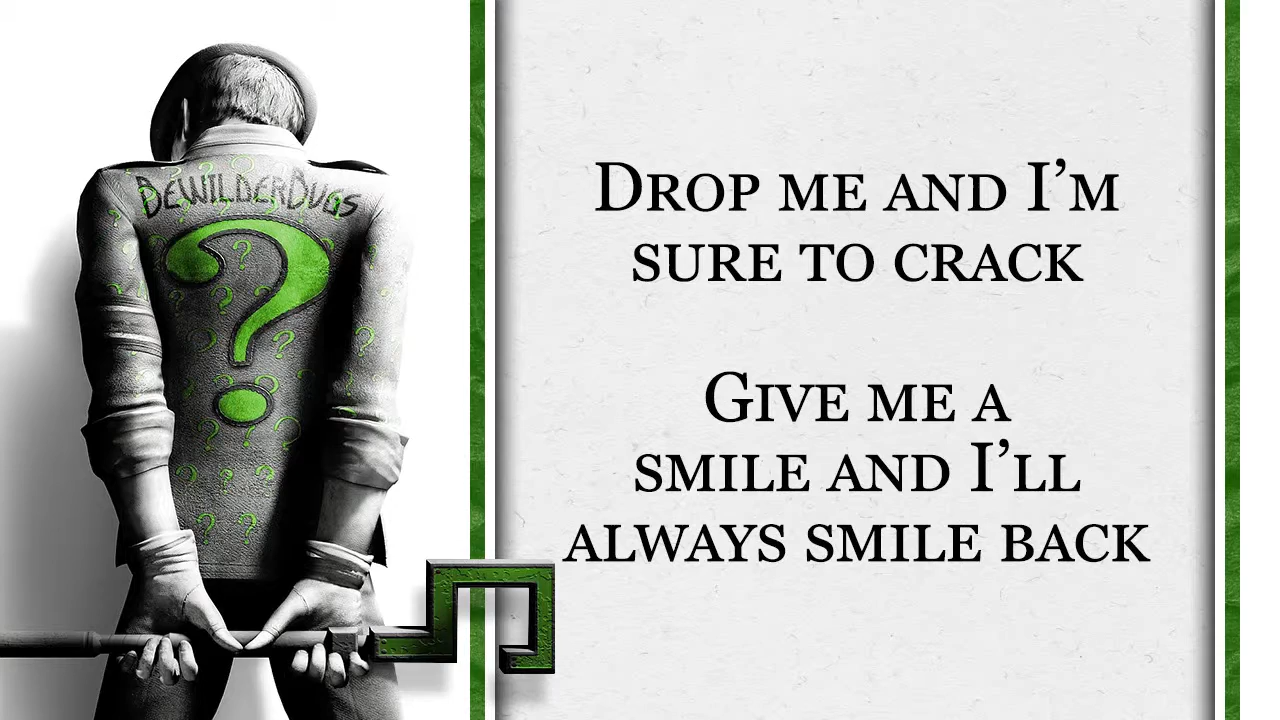 BewilderBugs
Drop me and I’m
sure to crack
Give me a
smile and I’ll
always smile back